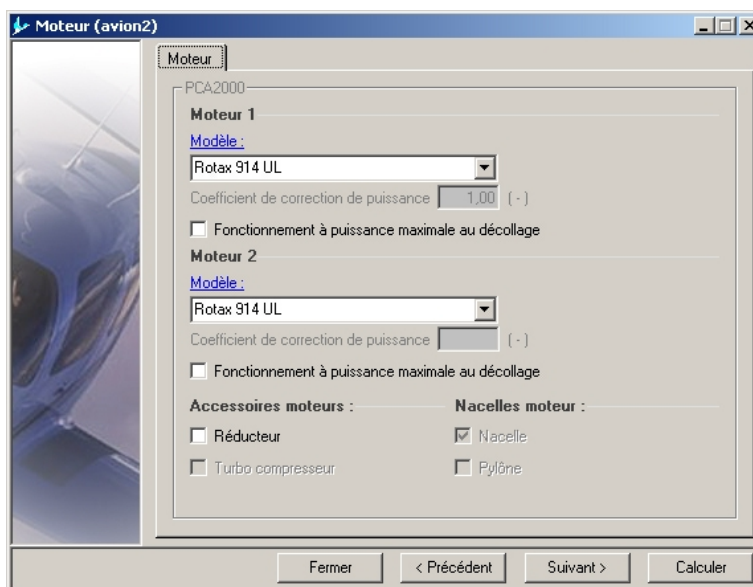 Moteur (avion2)
Moteur
PCA2000
Moteur 1
Modèle :
Rotax 914 UL
Coefficient de correction de puissance 1,00 ( - )
Fonctionnement à puissance maximale au décollage
Moteur 2
Modèle :
Rotax 914 UL
Coefficient de correction de puissance ( - )
Fonctionnement à puissance maximale au décollage
Accessoires moteurs : Nacelles moteur :
Réducteur Nacelle
Turbo compresseur Pylône
Fermer < Précédent Suivant > Calculer